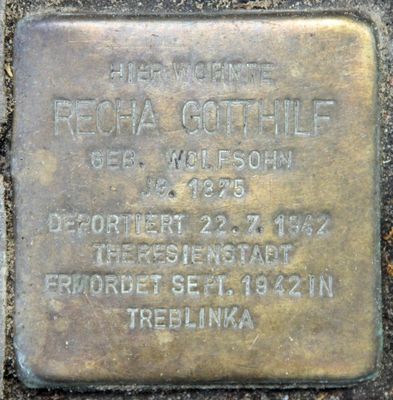 HIER WOHNTE
RECHA GOTTHILF
GEB. WOLFSOHN
JG. 1875
DEPORTIERT 22.7.1942
THERESIENSTADT
ERMORDET SEPT. 1942 IN
TREBLINKA